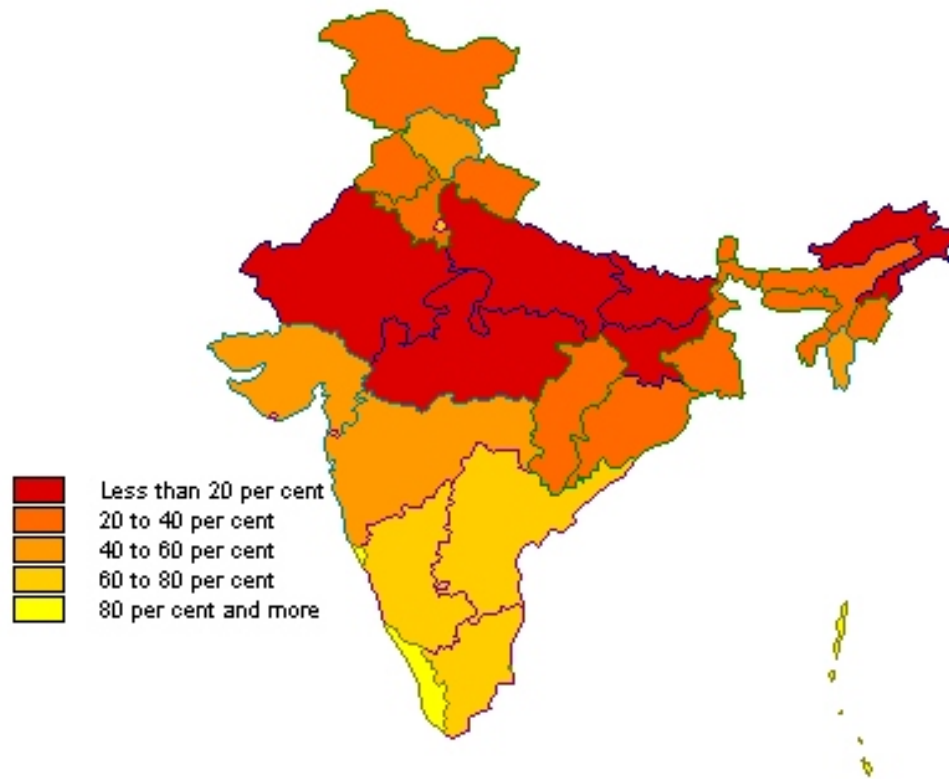 Less than 20 per cent
20 to 40 per cent
40 to 60 per cent
60 to 80 per cent
80 per cent and more